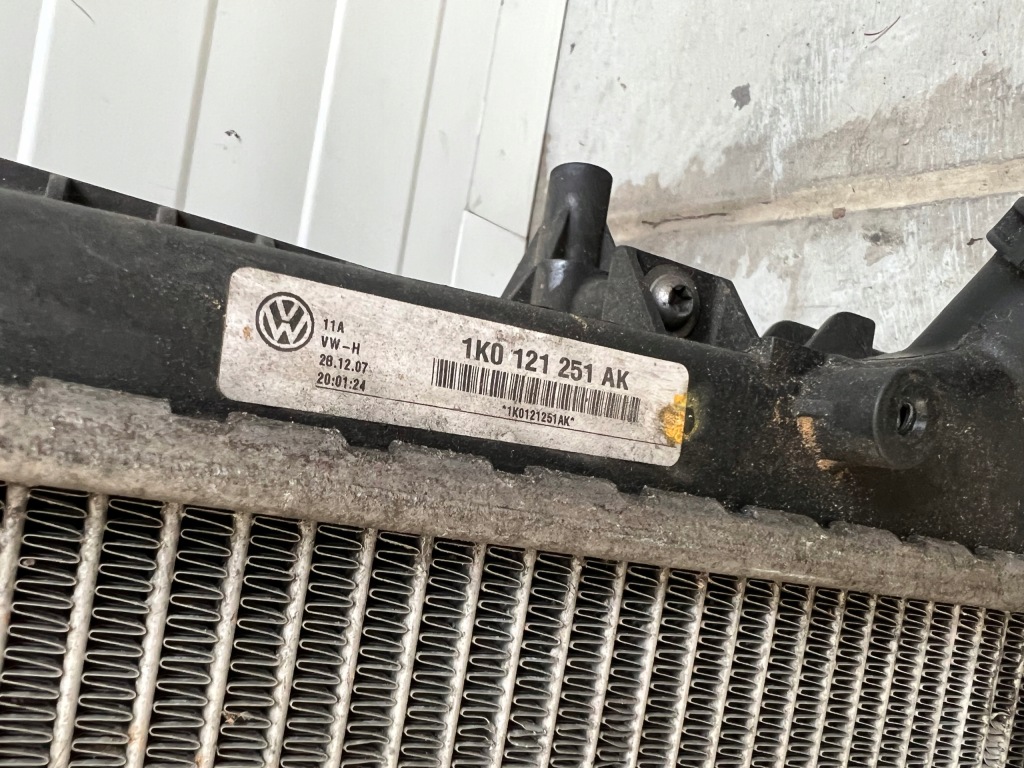 11A
VW-H
28.12.07
20:01:24
1K0 121 251 AK
*1K0121251AK*